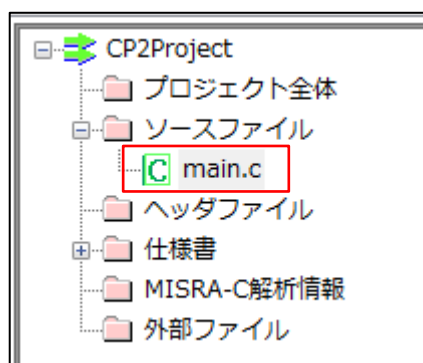 CP2Project
プロジェクト全体
ソースファイル
C main.c
ヘッダファイル
仕様書
MISRA-C解析情報
外部ファイル